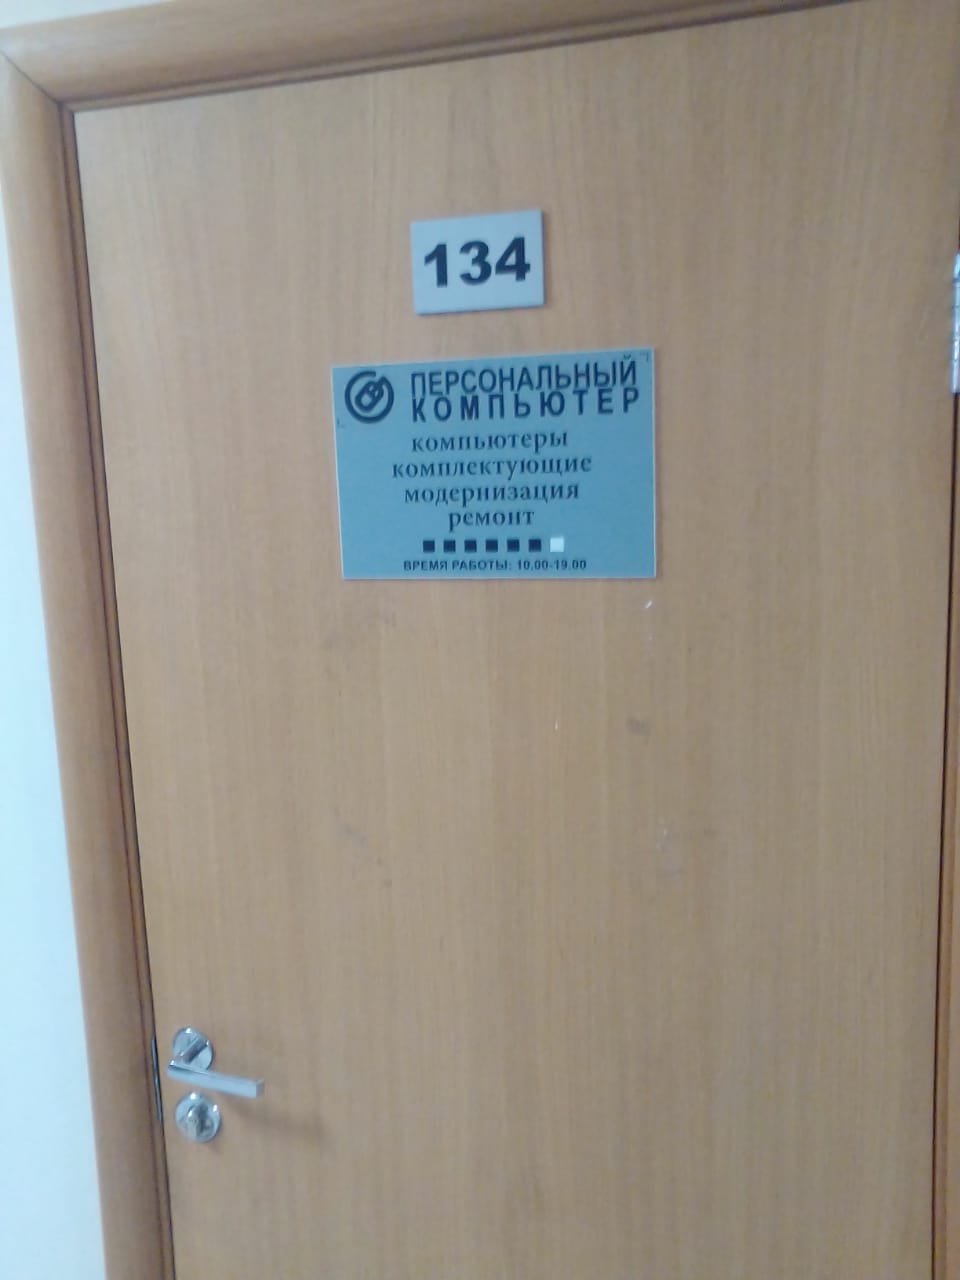 134
ПЕРСОНАЛЬНЫЙ
КОМПЬЮТЕР
компьютеры
комплектующие
модернизация
ремонт
ВРЕМЯ РАБОТЫ: 10.00-19.00